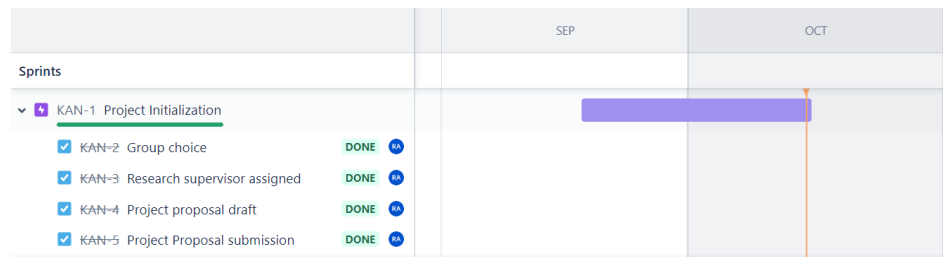 SEP OCT
Sprints
KAN-1 Project Initialization
KAN-2 Group choice DONE RA
KAN-3 Research supervisor assigned DONE RA
KAN-4 Project proposal draft DONE RA
KAN-5 Project Proposal submission DONE RA